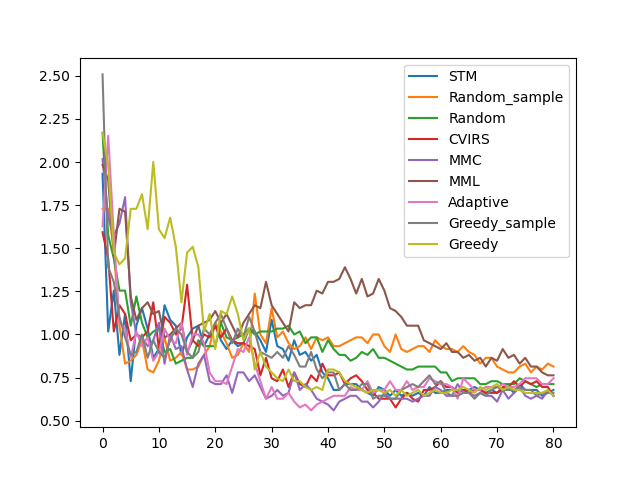 2.50
2.25
2.00
1.75
1.50
1.25
1.00
0.75
0.50
0 10 20 30 40 50 60 70 80
STM
Random_sample
Random
CVIRS
MMC
MML
Adaptive
Greedy_sample
Greedy